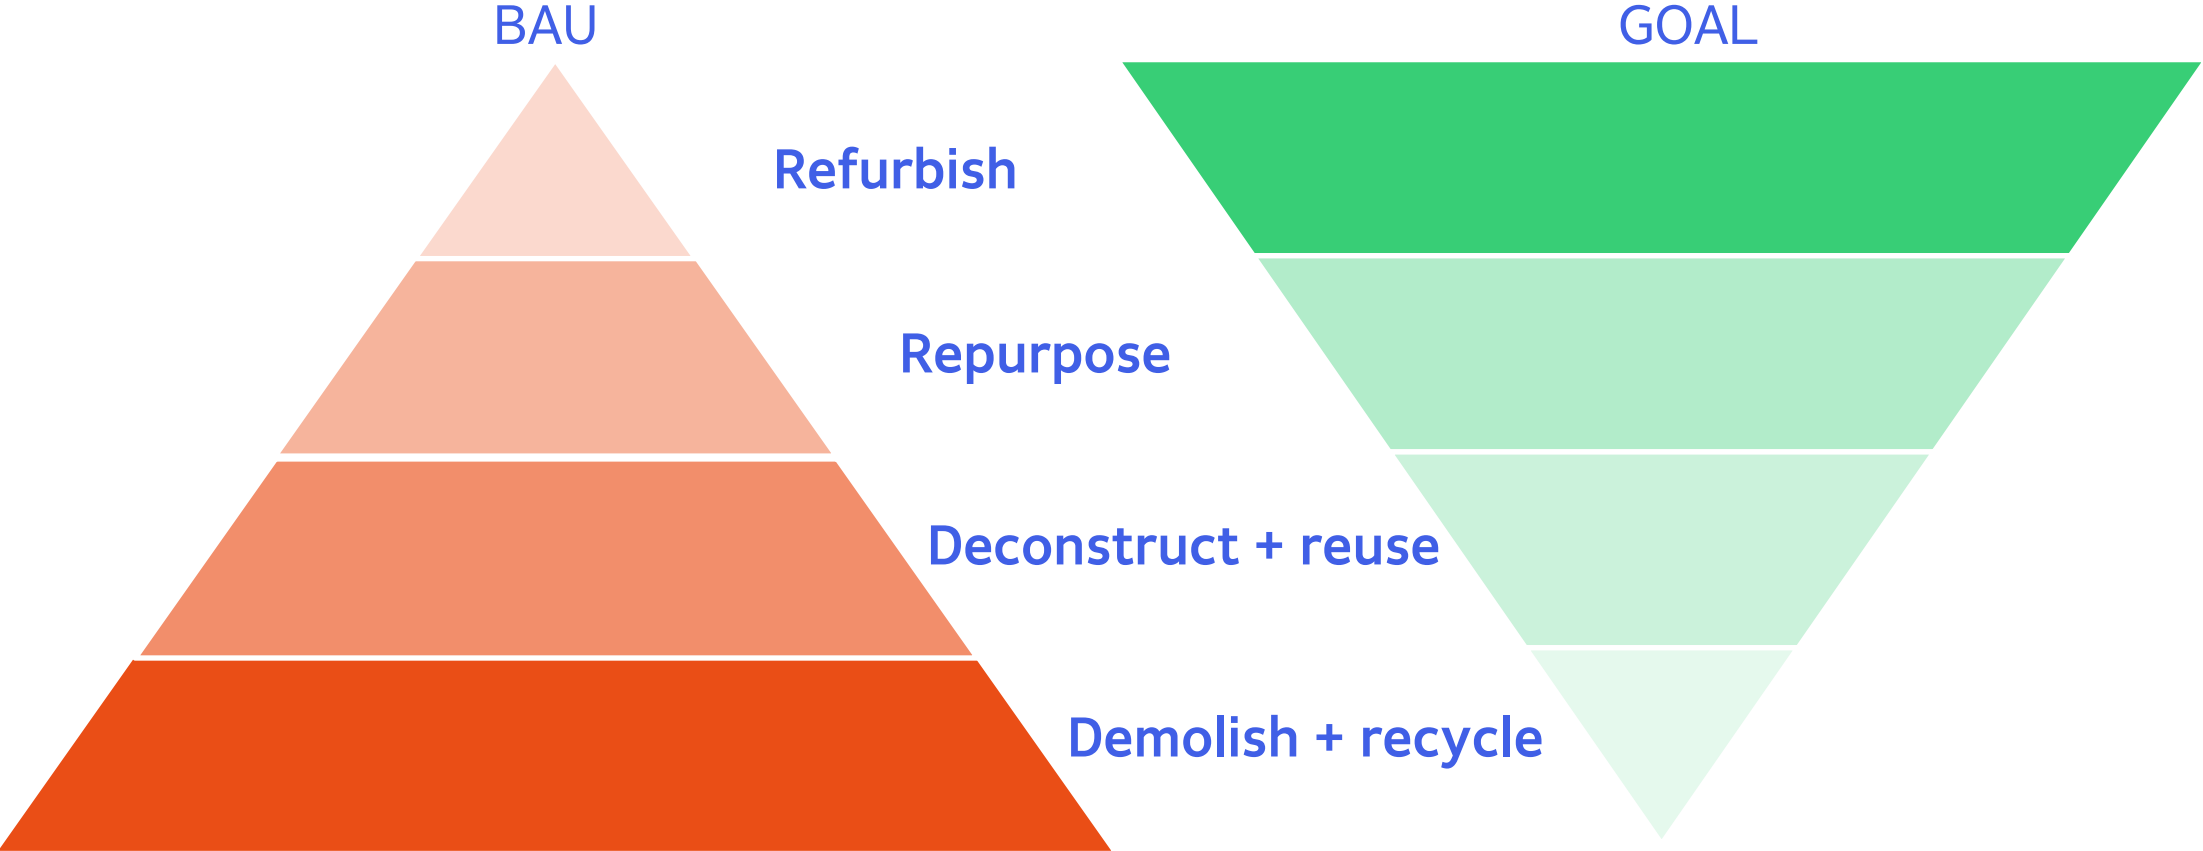 BAU
GOAL
Refurbish
Repurpose
Deconstruct + reuse
Demolish + recycle